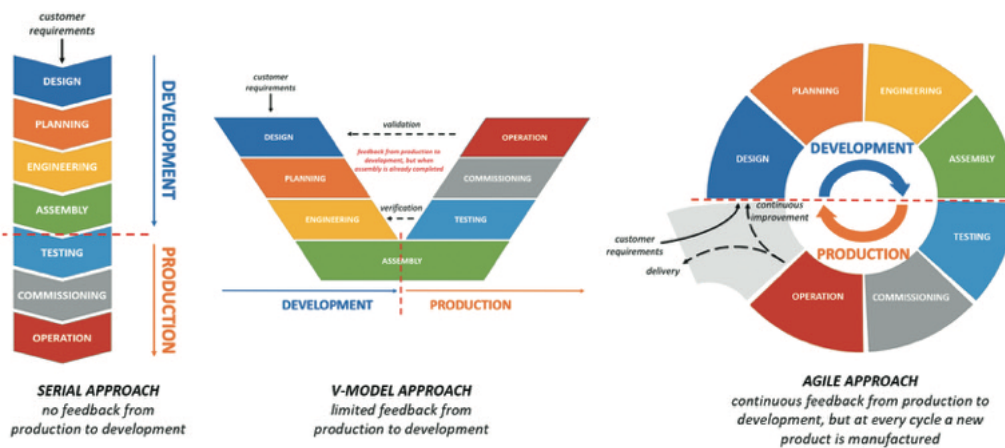 customer
requirements
DESIGN
PLANNING
ENGINEERING
ASSEMBLY
TESTING
COMMISSIONING
OPERATION
DEVELOPMENT
PRODUCTION
SERIAL APPROACH
no feedback from
production to development
customer
requirements
DESIGN
PLANNING
ENGINEERING
ASSEMBLY
validation
feedback from production to
development, but when
assembly is already completed
verification
OPERATION
COMMISSIONING
TESTING
DEVELOPMENT
PRODUCTION
V-MODEL APPROACH
limited feedback from
production to development
DESIGN
PLANNING
ENGINEERING
ASSEMBLY
TESTING
COMMISSIONING
OPERATION
DEVELOPMENT
PRODUCTION
continuous
improvement
customer
requirements
delivery
AGILE APPROACH
continuous feedback from production to
development, but at every cycle a new
product is manufactured